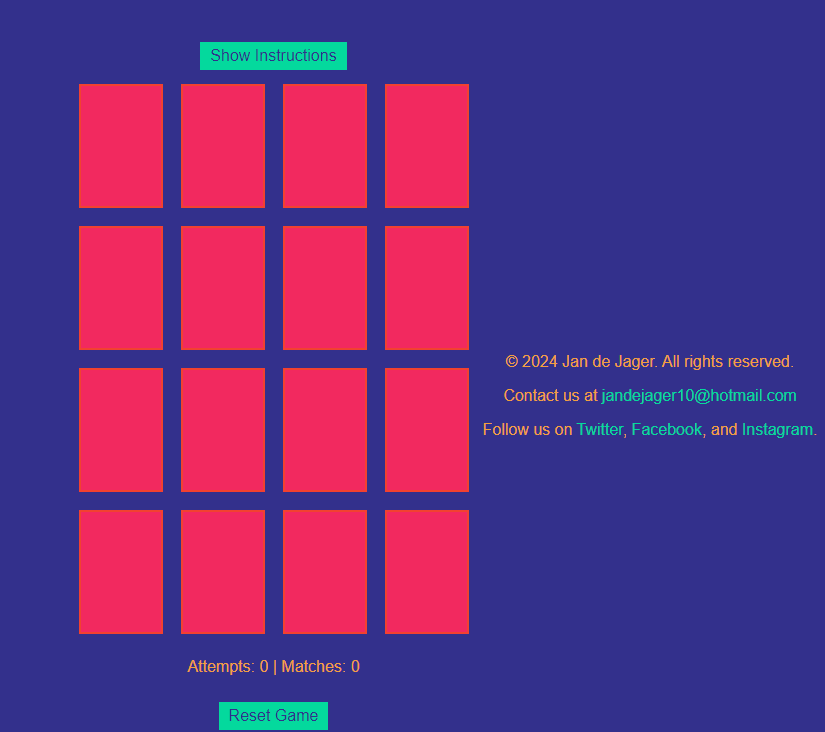 Show Instructions
Attempts: 0 | Matches: 0
Reset Game
© 2024 Jan de Jager. All rights reserved.
Contact us at jandejager10@hotmail.com
Follow us on Twitter, Facebook, and Instagram.